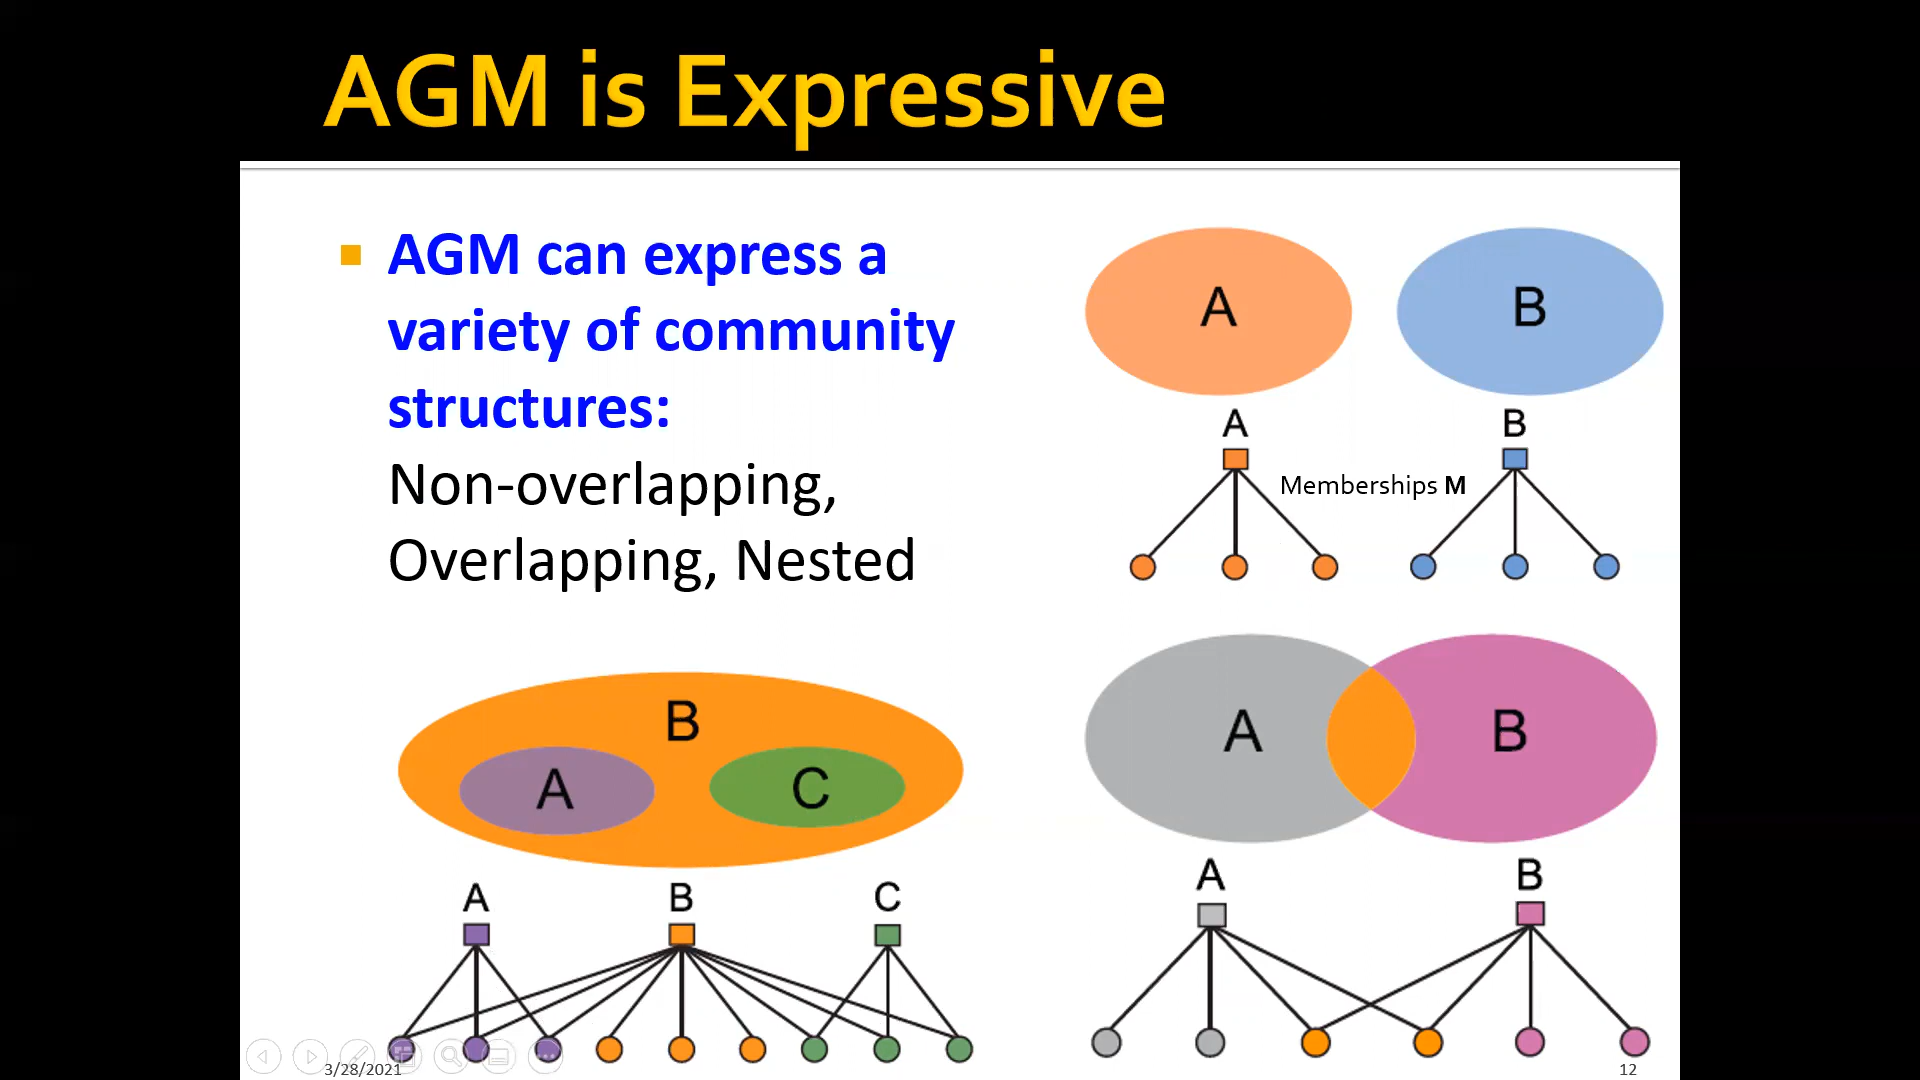 AGM is Expressive
AGM can express a
variety of community
structures:
Non-overlapping,
Overlapping, Nested
A B
A B
Memberships M
B
A C
A B C
A B
A B
3/28/2021
12